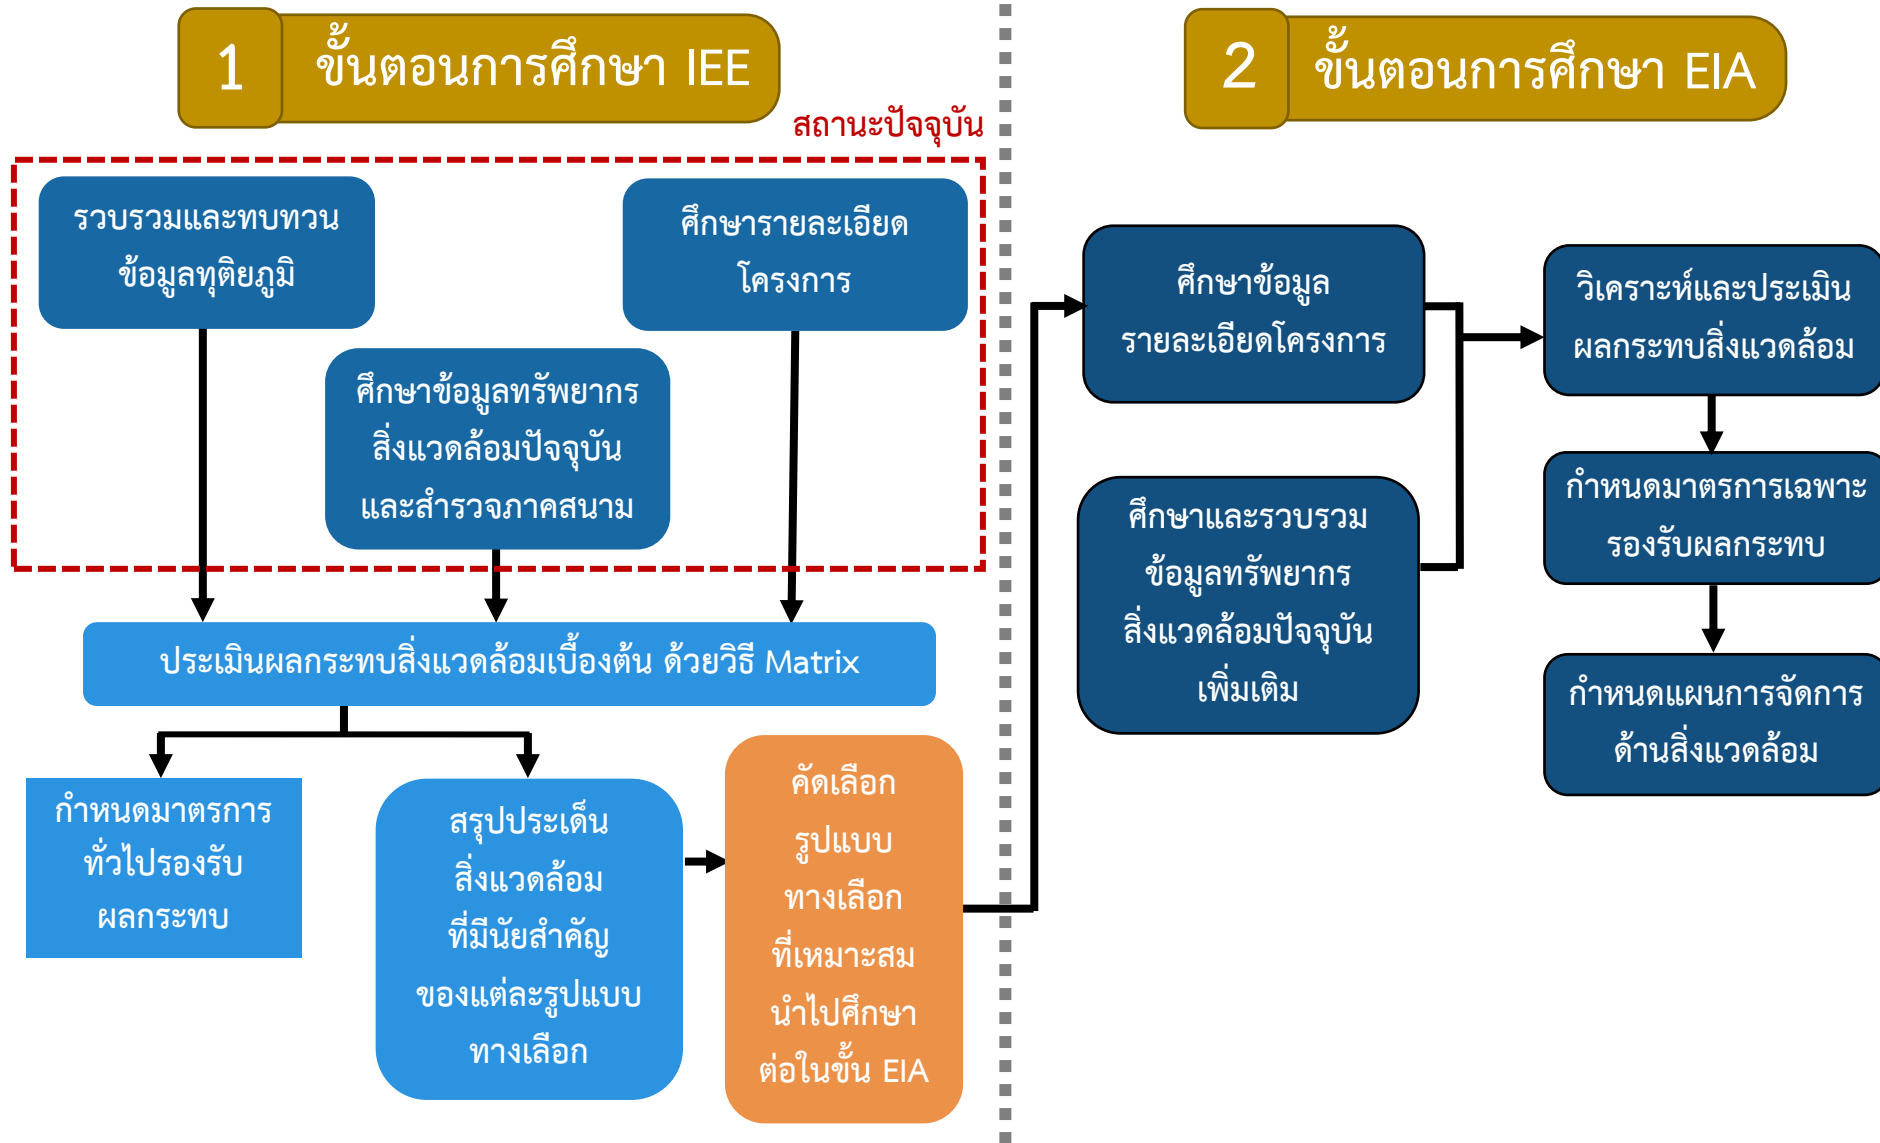 1
ขั้นตอนการศึกษา IEE
สถานะปัจจุบัน
รวบรวมและทบทวน
ข้อมูลทุติยภูมิ
ศึกษารายละเอียด
โครงการ
ศึกษาข้อมูลทรัพยากร
สิ่งแวดล้อมปัจจุบัน
และสำรวจภาคสนาม
ประเมินผลกระทบสิ่งแวดล้อมเบื้องต้น ด้วยวิธี Matrix
กำหนดมาตรการ
ทั่วไปรองรับ
ผลกระทบ
สรุปประเด็น
สิ่งแวดล้อม
ที่มีนัยสำคัญ
ของแต่ละรูปแบบ
ทางเลือก
คัดเลือก
รูปแบบ
ทางเลือก
ที่เหมาะสม
นำไปศึกษา
ต่อในขั้น EIA
2
ขั้นตอนการศึกษา EIA
ศึกษาข้อมูล
รายละเอียดโครงการ
ศึกษาและรวบรวม
ข้อมูลทรัพยากร
สิ่งแวดล้อมปัจจุบัน
เพิ่มเติม
วิเคราะห์และประเมิน
ผลกระทบสิ่งแวดล้อม
กำหนดมาตรการเฉพาะ
รองรับผลกระทบ
กำหนดแผนการจัดการ
ด้านสิ่งแวดล้อม